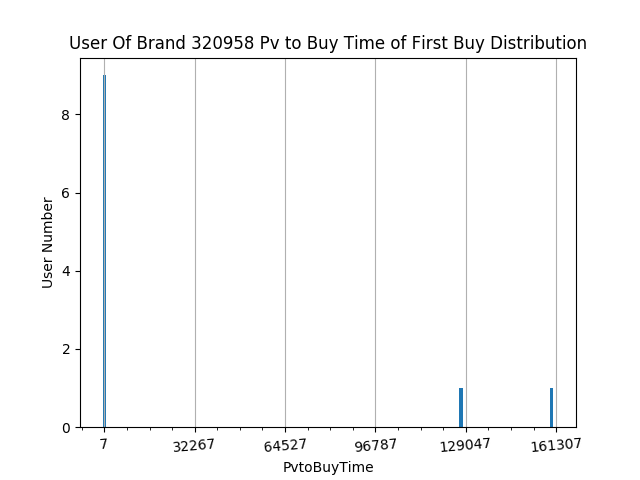 User Of Brand 320958 Pv to Buy Time of First Buy Distribution
8
6
4
2
0
User Number
7 32267 64527 96787 129047 161307
PvtoBuyTime